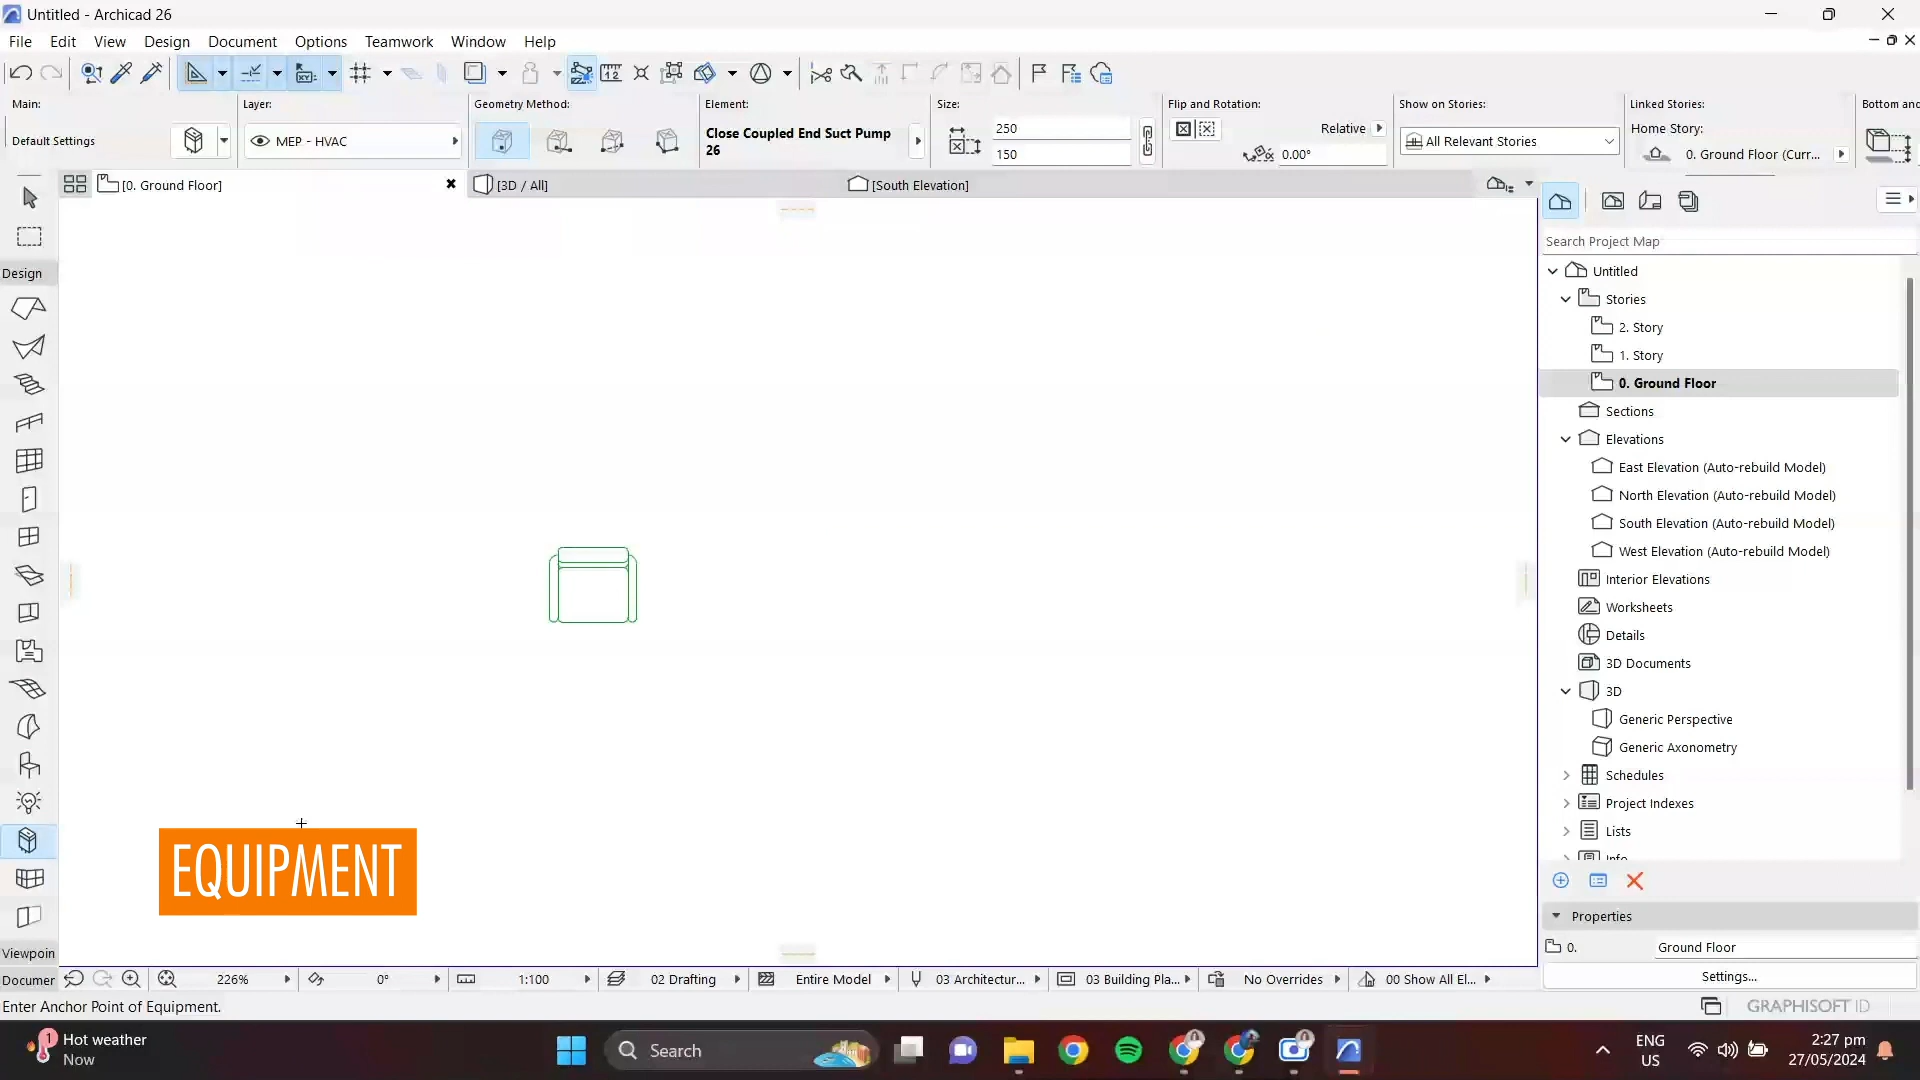 Untitled - Archicad 26
File Edit View Design Document Options Teamwork Window Help
Main: Layer: Geometry Method: Element: Size: Flip and Rotation: Show on Stories: Linked Stories: Bottom and
Default Settings
MEP - HVAC
Close Coupled End Suct Pump
26
250
150
Relative
0.00°
All Relevant Stories
Home Story:
0. Ground Floor (Curr...
[0. Ground Floor] [3D / All] [South Elevation]
Design
Viewpoin
Documer
Search Project Map
Untitled
Stories
2. Story
1. Story
0. Ground Floor
Sections
Elevations
East Elevation (Auto-rebuild Model)
North Elevation (Auto-rebuild Model)
South Elevation (Auto-rebuild Model)
West Elevation (Auto-rebuild Model)
Interior Elevations
Worksheets
Details
3D Documents
3D
Generic Perspective
Generic Axonometry
Schedules
Project Indexes
Lists
Info
Properties
0. Ground Floor
Settings...
EQUIPMENT
226% 0° 1:100 02 Drafting Entire Model 03 Architectur... 03 Building Pla... No Overrides 00 Show All El...
Enter Anchor Point of Equipment.
GRAPHISOFT ID
1
Hot weather
Now
Search
ENG
US
2:27 pm
27/05/2024